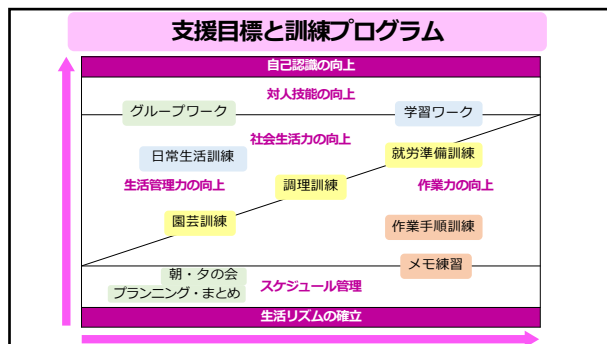 支援目標と訓練プログラム
自己認識の向上
対人技能の向上
グループワーク
学習ワーク
社会生活力の向上
日常生活訓練
就労準備訓練
生活管理力の向上
調理訓練
作業力の向上
園芸訓練
作業手順訓練
メモ練習
朝・夕の会
プランニング・まとめ
スケジュール管理
生活リズムの確立